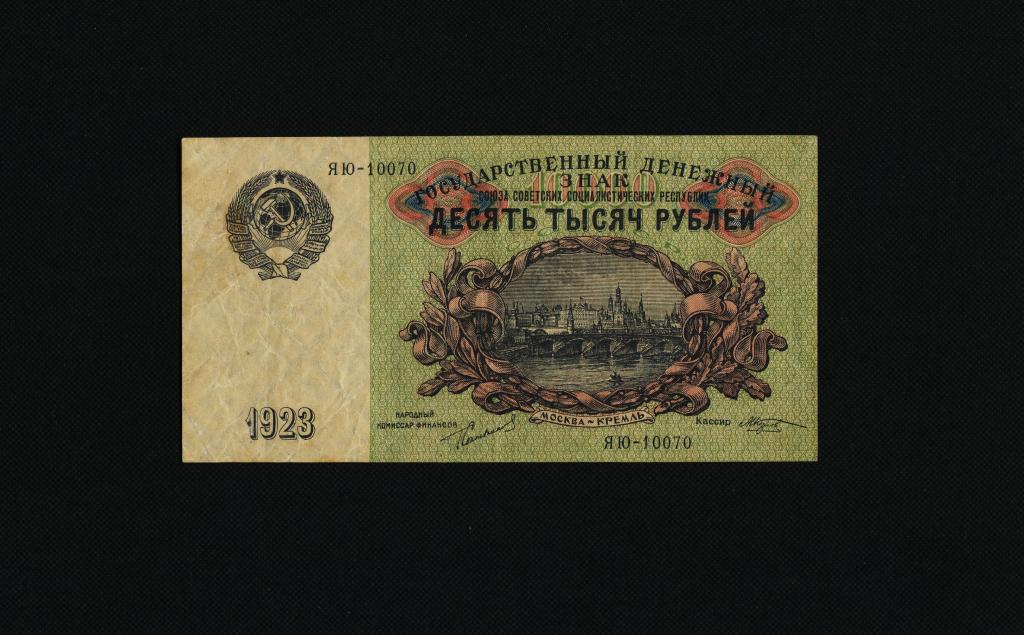 ЯЮ-10070
ГОСУДАРСТВЕННЫЙ ДЕНЕЖНЫЙ
ЗНАК
10000
СОЮЗА СОВЕТСКИХ СОЦИАЛИСТИЧЕСКИХ РЕСПУБЛИК
ДЕСЯТЬ ТЫСЯЧ РУБЛЕЙ
1923
НАРОДНЫЙ
КОМИССАР ФИНАНСОВ
МОСКВА~КРЕМЛЬ
Кассир
ЯЮ-10070